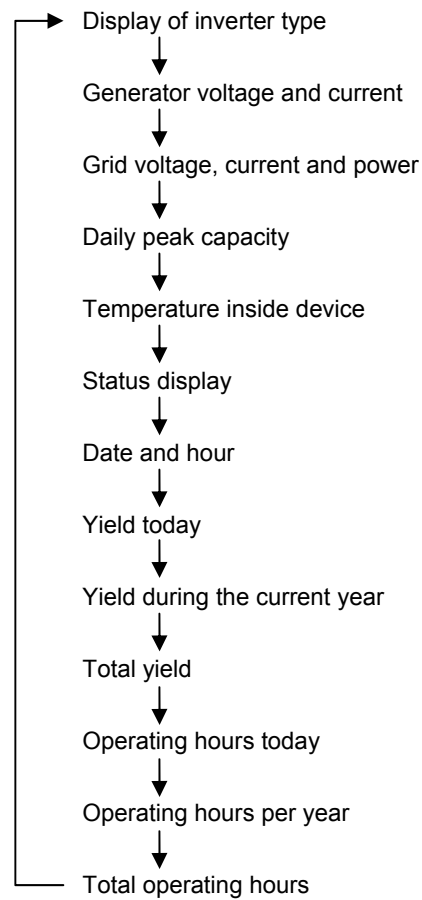 Display of inverter type
Generator voltage and current
Grid voltage, current and power
Daily peak capacity
Temperature inside device
Status display
Date and hour
Yield today
Yield during the current year
Total yield
Operating hours today
Operating hours per year
Total operating hours